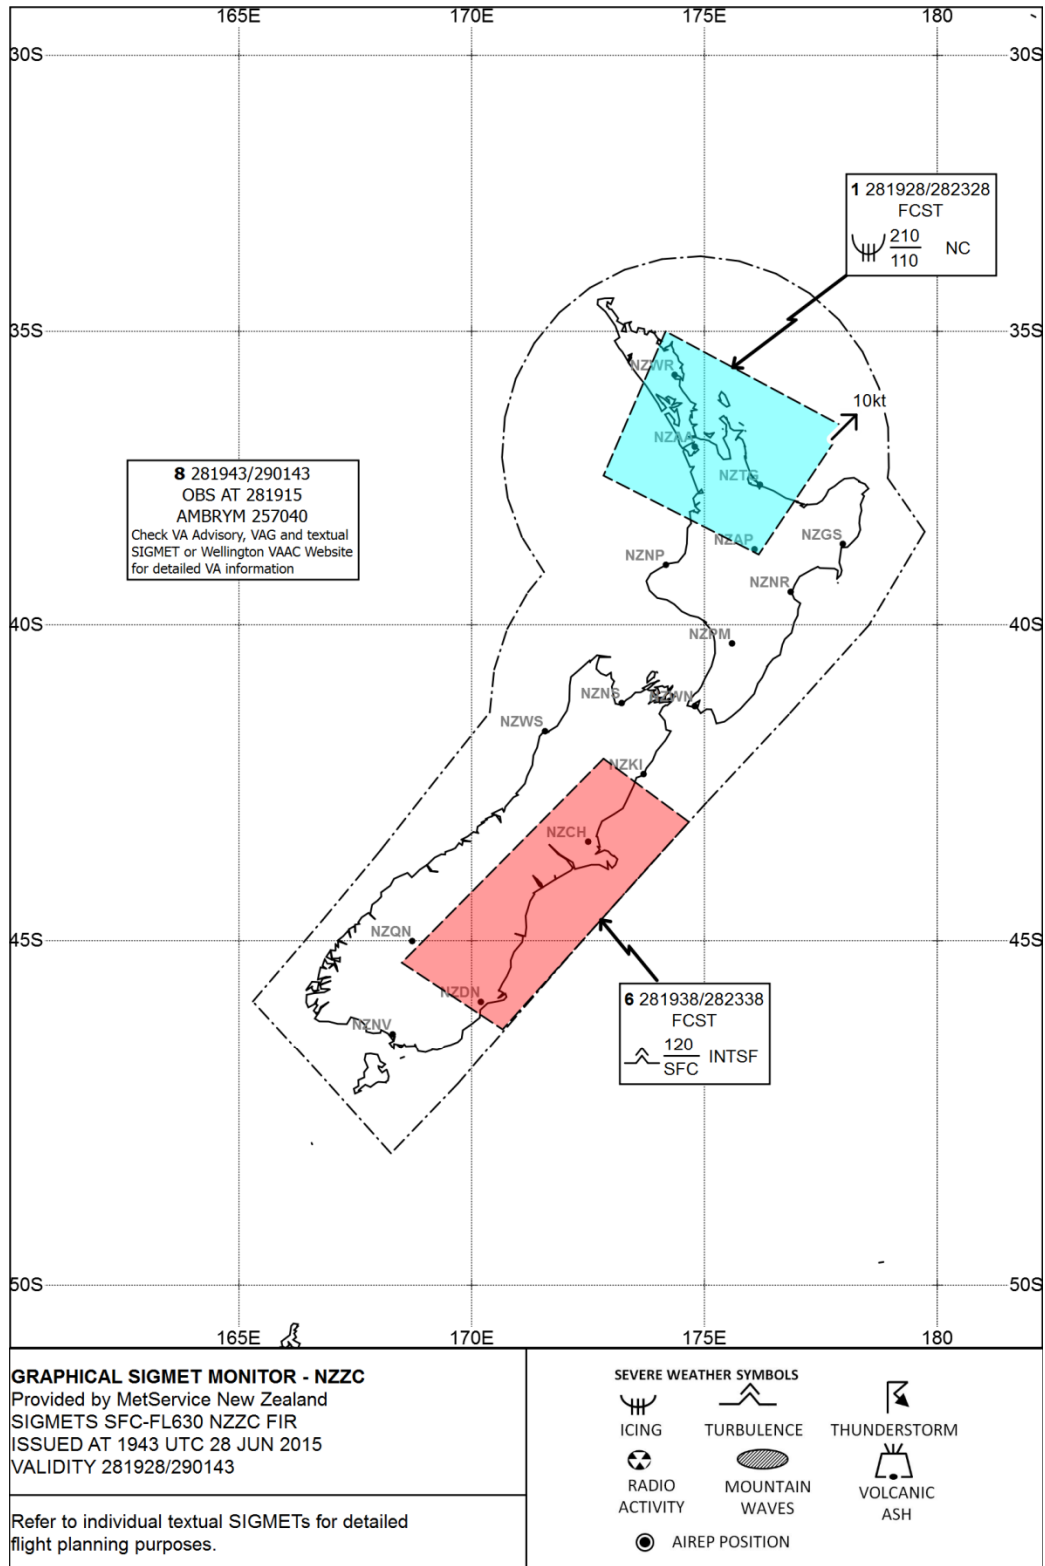 165E 170E 175E 180
30S 30S
1 281928/282328
FCST
210
110
NC
35S 35S
NZWR
10kt
NZAA
8 281943/290143
OBS AT 281915
AMBRYM 257040
Check VA Advisory, VAG and textual
SIGMET or Wellington VAAC Website
for detailed VA information
NZTG
NZAP
NZGS
NZNP
NZNR
40S 40S
NZPM
NZNS
NZWN
NZWS
NZKI
NZCH
NZQN
45S 45S
NZDN
6 281938/282338
FCST
120
SFC
INTSF
NZNV
50S 50S
165E 170E 175E 180
GRAPHICAL SIGMET MONITOR - NZZC
Provided by MetService New Zealand
SIGMETS SFC-FL630 NZZC FIR
ISSUED AT 1943 UTC 28 JUN 2015
VALIDITY 281928/290143
Refer to individual textual SIGMETs for detailed
flight planning purposes.
SEVERE WEATHER SYMBOLS
ICING
TURBULENCE
THUNDERSTORM
RADIO
ACTIVITY
MOUNTAIN
WAVES
VOLCANIC
ASH
AIREP POSITION